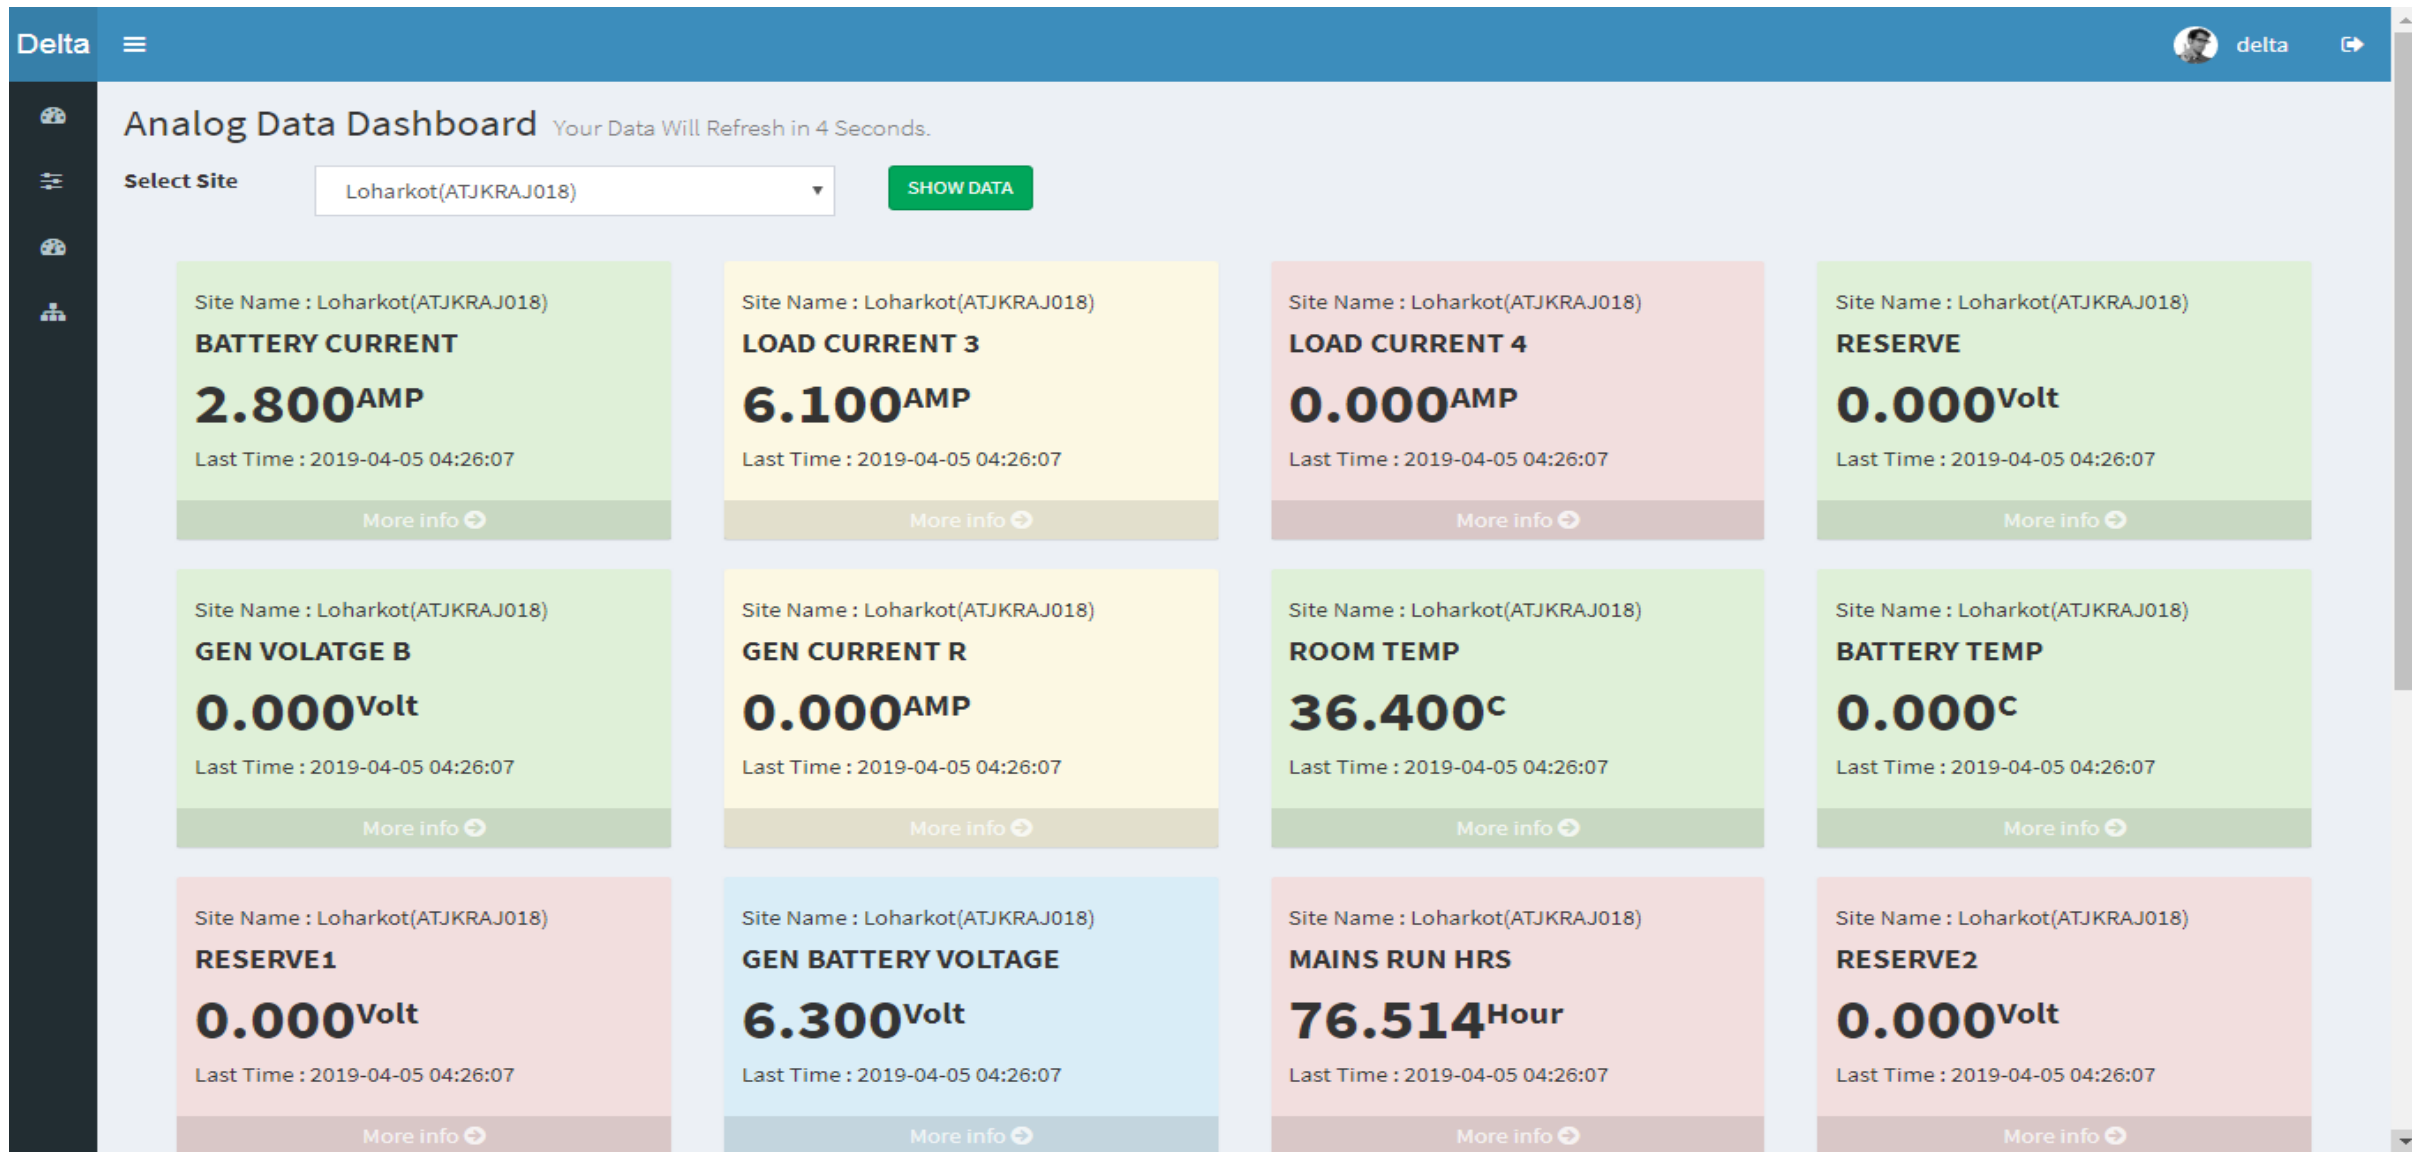 Delta
delta
Analog Data Dashboard Your Data Will Refresh in 4 Seconds.
Select Site
Loharkot(ATJKRAJ018)
SHOW DATA
Site Name : Loharkot(ATJKRAJ018)
BATTERY CURRENT
2.800AMP
Last Time : 2019-04-05 04:26:07
More info
Site Name : Loharkot(ATJKRAJ018)
LOAD CURRENT 3
6.100AMP
Last Time : 2019-04-05 04:26:07
More info
Site Name : Loharkot(ATJKRAJ018)
LOAD CURRENT 4
0.000AMP
Last Time : 2019-04-05 04:26:07
More info
Site Name : Loharkot(ATJKRAJ018)
RESERVE
0.000Volt
Last Time : 2019-04-05 04:26:07
More info
Site Name : Loharkot(ATJKRAJ018)
GEN VOLATGE B
0.000Volt
Last Time : 2019-04-05 04:26:07
More info
Site Name : Loharkot(ATJKRAJ018)
GEN CURRENT R
0.000AMP
Last Time : 2019-04-05 04:26:07
More info
Site Name : Loharkot(ATJKRAJ018)
ROOM TEMP
36.400C
Last Time : 2019-04-05 04:26:07
More info
Site Name : Loharkot(ATJKRAJ018)
BATTERY TEMP
0.000C
Last Time : 2019-04-05 04:26:07
More info
Site Name : Loharkot(ATJKRAJ018)
RESERVE1
0.000Volt
Last Time : 2019-04-05 04:26:07
More info
Site Name : Loharkot(ATJKRAJ018)
GEN BATTERY VOLTAGE
6.300Volt
Last Time : 2019-04-05 04:26:07
More info
Site Name : Loharkot(ATJKRAJ018)
MAINS RUN HRS
76.514Hour
Last Time : 2019-04-05 04:26:07
More info
Site Name : Loharkot(ATJKRAJ018)
RESERVE2
0.000Volt
Last Time : 2019-04-05 04:26:07
More info